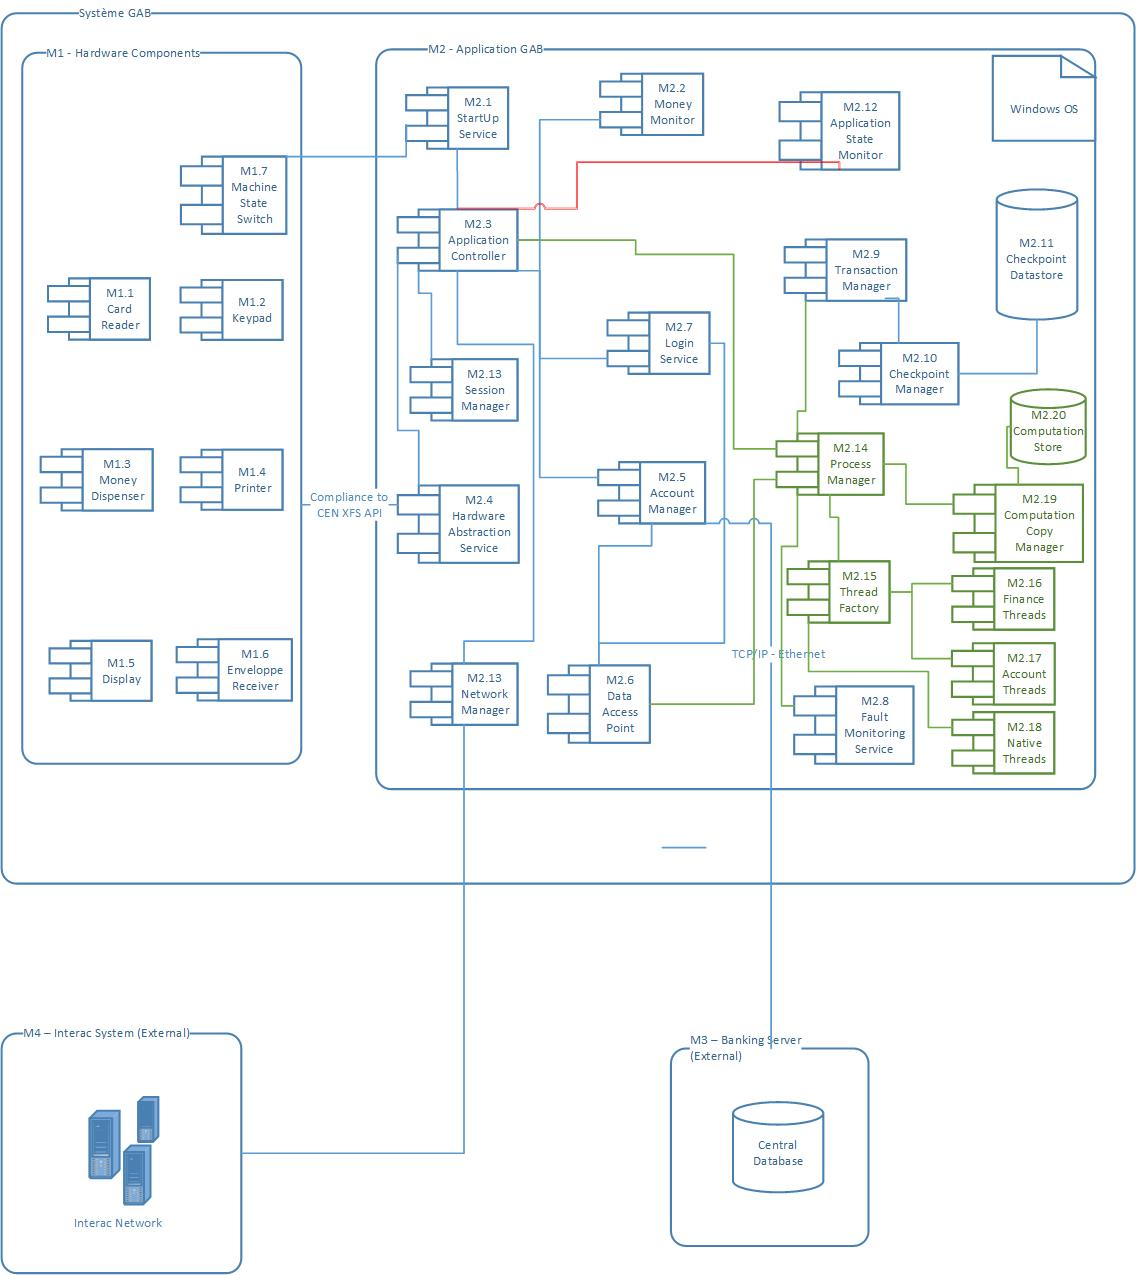 Système GAB
M1 - Hardware Components
M2 - Application GAB
M2.1
StartUp
Service
M2.2
Money
Monitor
M2.12
Application
State
Monitor
Windows OS
M1.7
Machine
State
Switch
M2.3
Application
Controller
M2.9
Transaction
Manager
M2.11
Checkpoint
Datastore
M1.1
Card
Reader
M1.2
Keypad
M2.7
Login
Service
M2.10
Checkpoint
Manager
M2.13
Session
Manager
M2.20
Computation
Store
M1.3
Money
Dispenser
M1.4
Printer
Compliance to
CEN XFS API
M2.4
Hardware
Abstraction
Service
M2.5
Account
Manager
M2.14
Process
Manager
M2.19
Computation
Copy
Manager
M2.15
Thread
Factory
M2.16
Finance
Threads
M1.5
Display
M1.6
Enveloppe
Receiver
M2.13
Network
Manager
M2.6
Data
Access
Point
TCP/IP - Ethernet
M2.17
Account
Threads
M2.8
Fault
Monitoring
Service
M2.18
Native
Threads
M4 – Interac System (External)
Interac Network
M3 – Banking Server
(External)
Central
Database